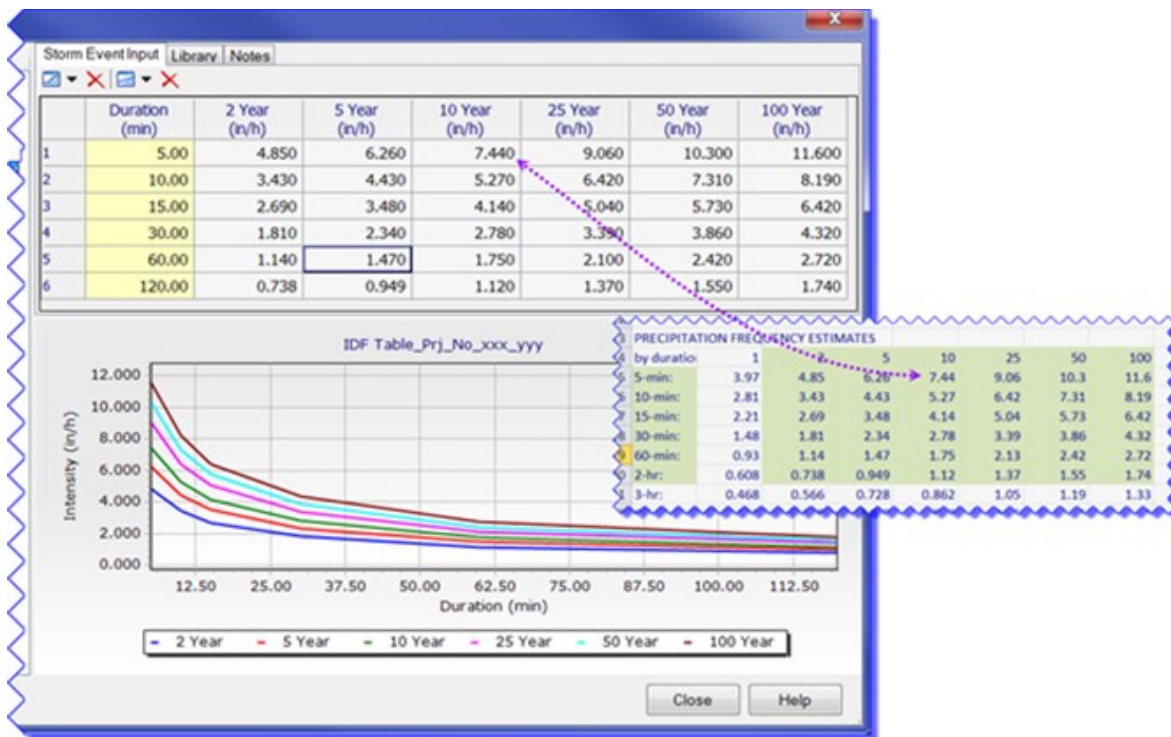 X
Storm Event Input Library Notes
Duration (min) 2 Year (in/h) 5 Year (in/h) 10 Year (in/h) 25 Year (in/h) 50 Year (in/h) 100 Year (in/h)
1 5.00 4.850 6.260 7.440 9.060 10.300 11.600
2 10.00 3.430 4.430 5.270 6.420 7.310 8.190
3 15.00 2.690 3.480 4.140 5.040 5.730 6.420
4 30.00 1.810 2.340 2.780 3.390 3.860 4.320
5 60.00 1.140 1.470 1.750 2.100 2.420 2.720
6 120.00 0.738 0.949 1.120 1.370 1.550 1.740
PRECIPITATION FREQUENCY ESTIMATES
by duratio 1 2 5 10 25 50 100
5-min: 3.97 4.85 6.26 7.44 9.06 10.3 11.6
10-min: 2.81 3.43 4.43 5.27 6.42 7.31 8.19
15-min: 2.21 2.69 3.48 4.14 5.04 5.73 6.42
30-min: 1.48 1.81 2.34 2.78 3.39 3.86 4.32
9 60-min: 0.93 1.14 1.47 1.75 2.13 2.42 2.72
2-hr: 0.608 0.738 0.949 1.12 1.37 1.55 1.74
3-hr: 0.468 0.566 0.728 0.862 1.05 1.19 1.33
IDF Table_Prj_No_xxx_yyy
Intensity (in/h)
12.000
10.000
8.000
6.000
4.000
2.000
0.000
12.50 25.00 37.50 50.00 62.50 75.00 87.50 100.00 112.50
Duration (min)
2 Year 5 Year 10 Year 25 Year 50 Year 100 Year
Close Help